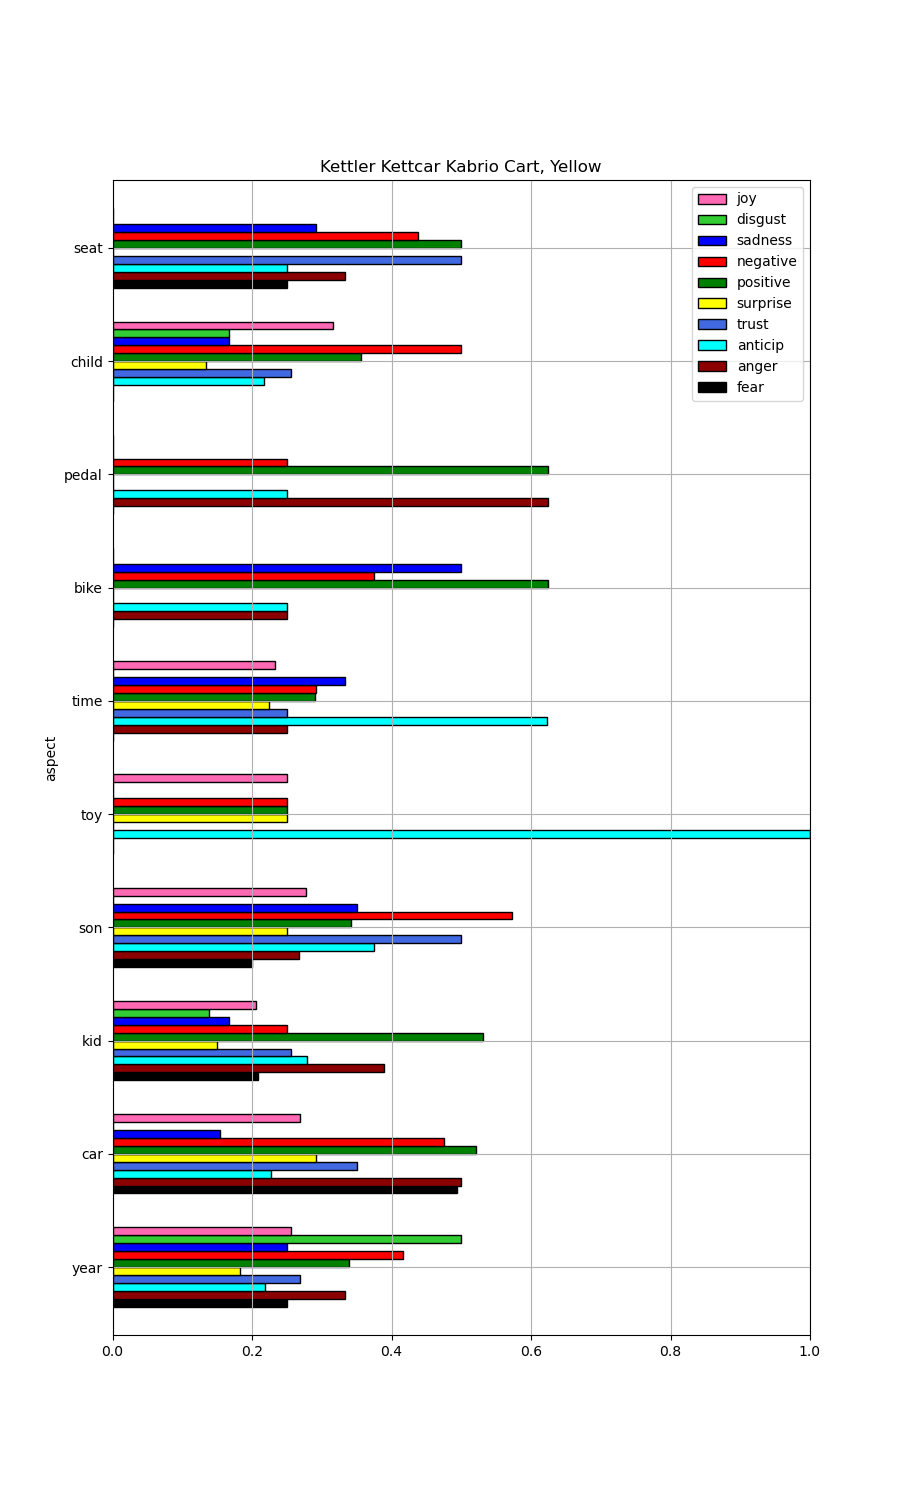 Kettler Kettcar Kabrio Cart, Yellow
joy
disgust
sadness
negative
positive
surprise
trust
anticip
anger
fear
seat
child
pedal
bike
time
toy
son
kid
car
year
aspect
0.0 0.2 0.4 0.6 0.8 1.0